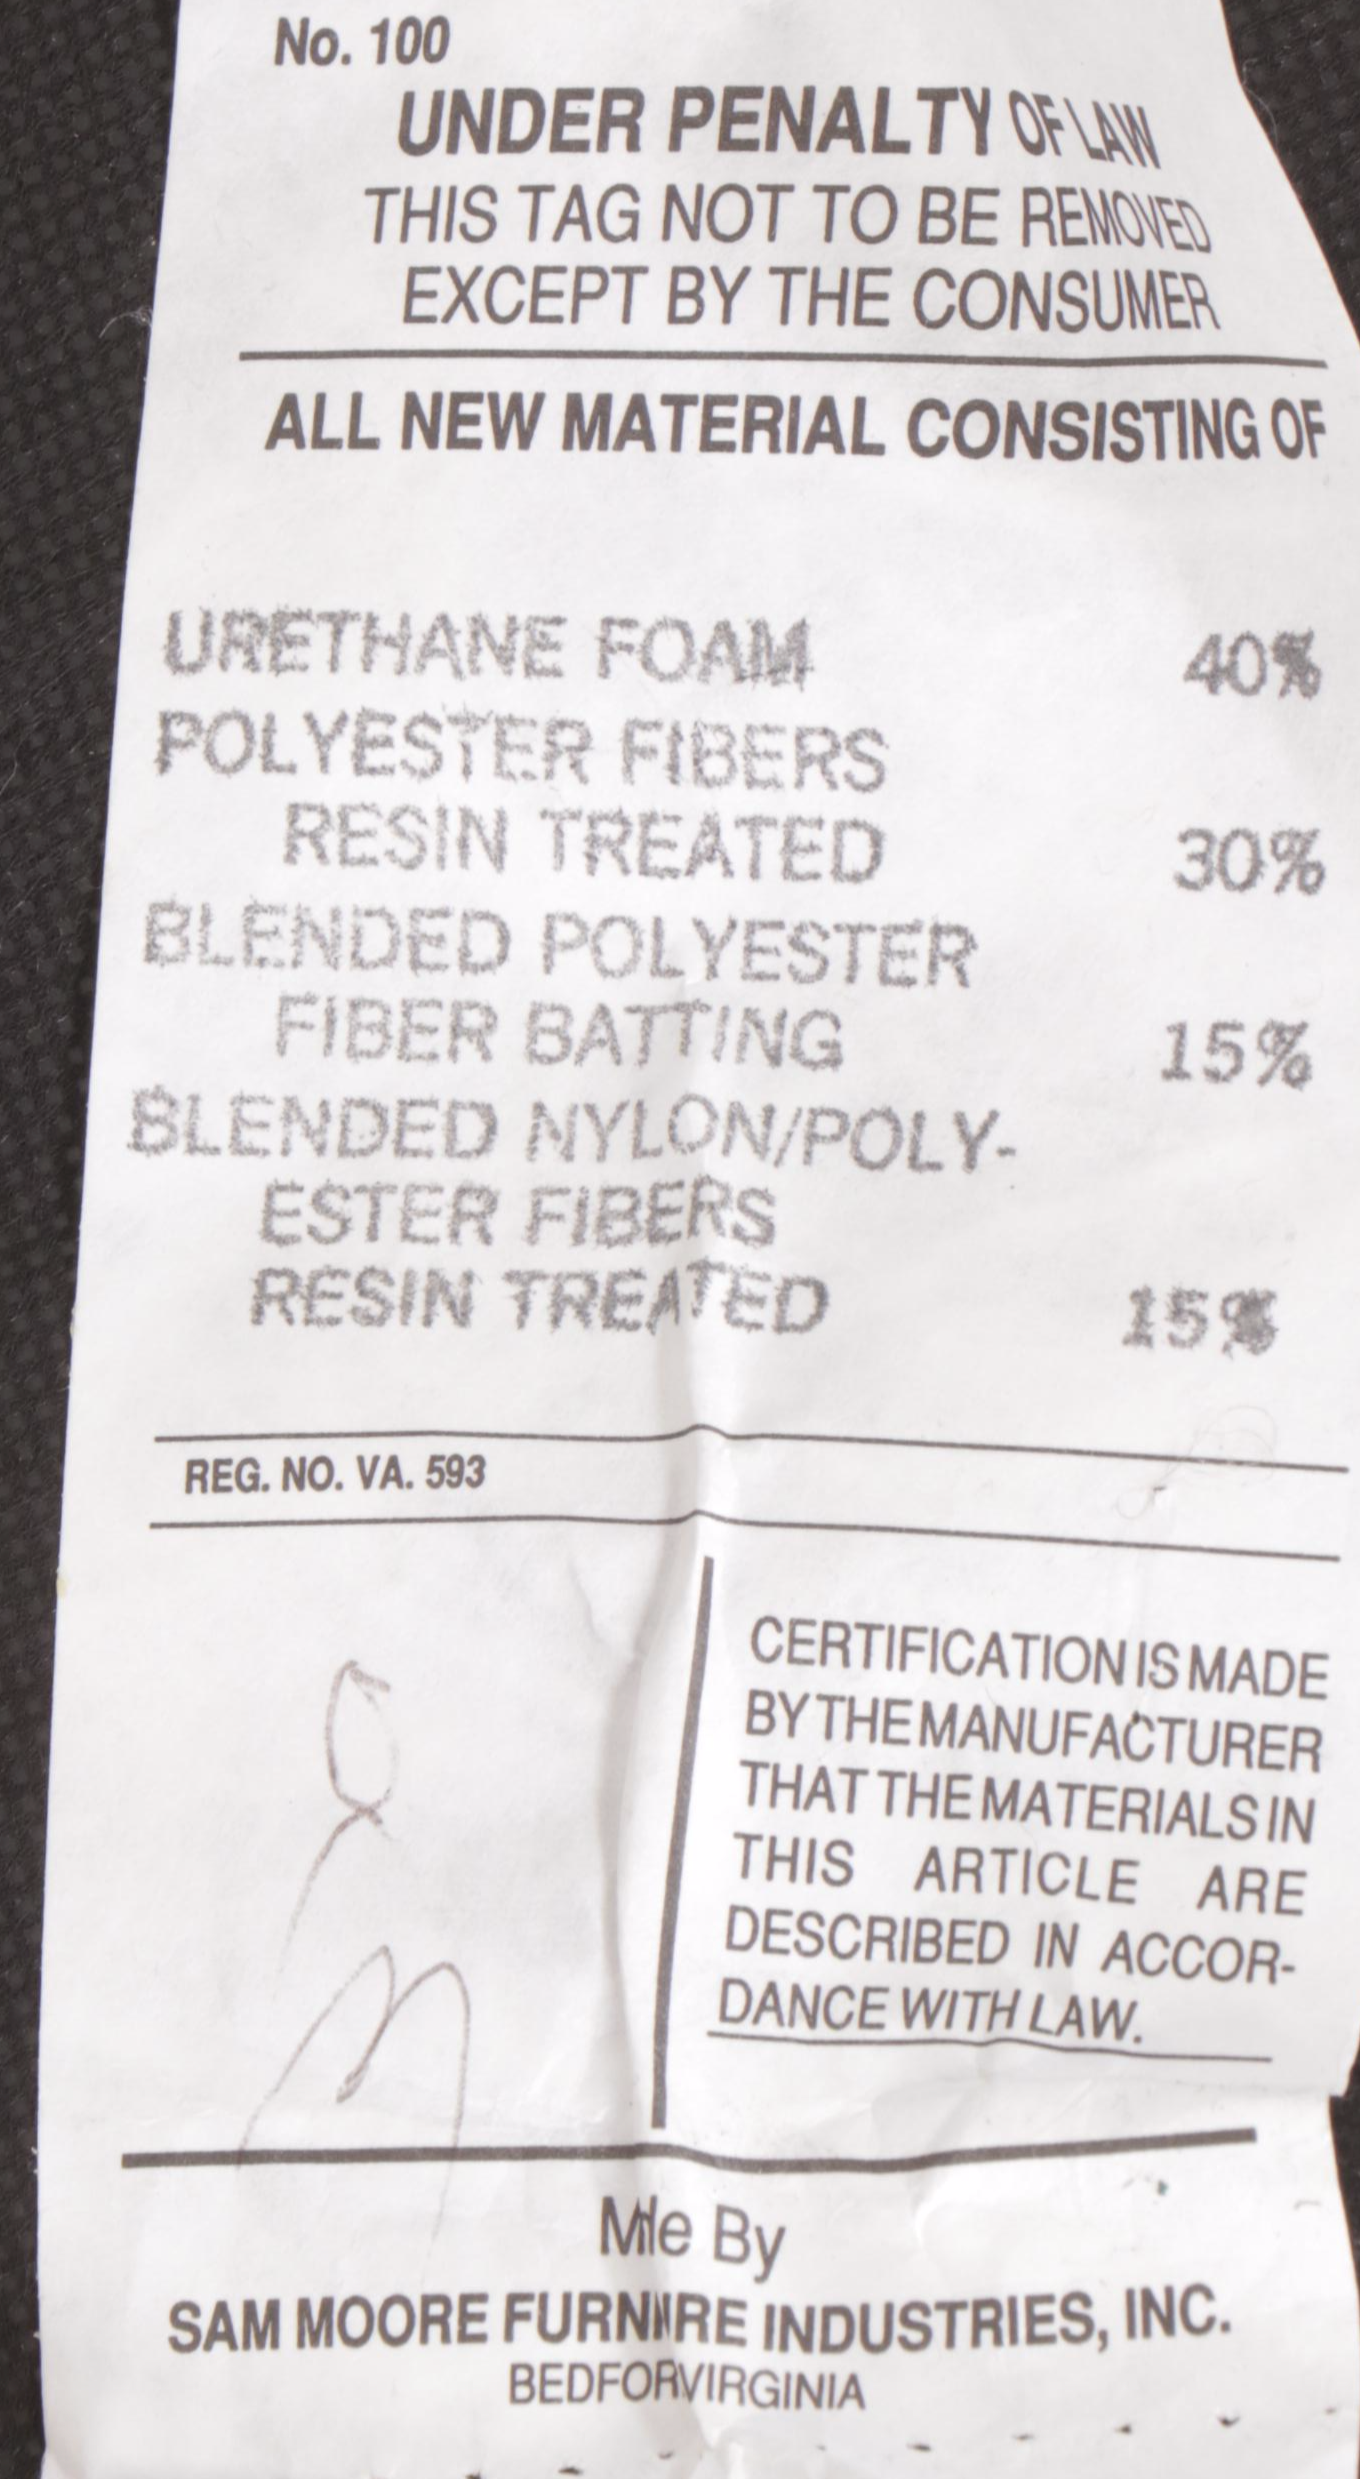 No. 100
UNDER PENALTY OF LAW
THIS TAG NOT TO BE REMOVED
EXCEPT BY THE CONSUMER
ALL NEW MATERIAL CONSISTING OF
URETHANE FOAM 40%
POLYESTER FIBERS
RESIN TREATED 30%
BLENDED POLYESTER
FIBER BATTING 15%
BLENDED NYLON/POLY-
ESTER FIBERS
RESIN TREATED 15%
REG. NO. VA. 593
CERTIFICATION IS MADE
BY THE MANUFACTURER
THAT THE MATERIALS IN
THIS ARTICLE ARE
DESCRIBED IN ACCOR-
DANCE WITH LAW.
By
SAM MOORE INDUSTRIES, INC.